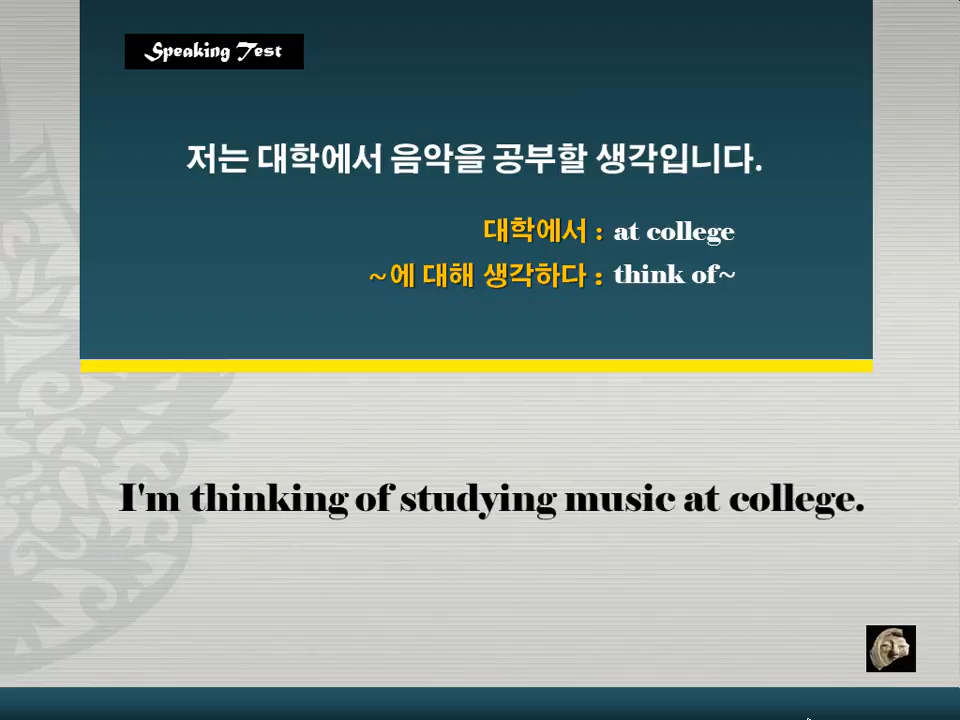 Speaking Test
저는 대학에서 음악을 공부할 생각입니다.
대학에서 : at college
~에 대해 생각하다 : think of~
I'm thinking of studying music at college.